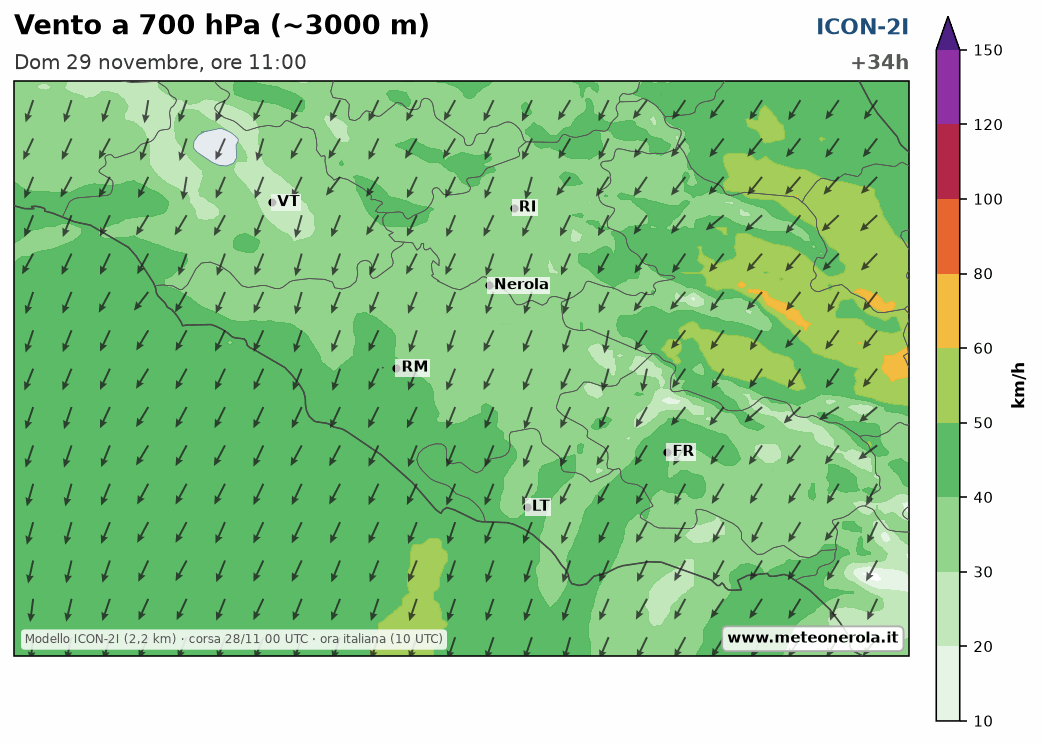 Vento a 700 hPa (~3000 m)
ICON-2I
Dom 29 novembre, ore 11:00
+34h
150
120
100
80
60
50
40
30
20
10
km/h
VT
RI
Nerola
RM
FR
LT
Modello ICON-2I (2,2 km) · corsa 28/11 00 UTC · ora italiana (10 UTC)
www.meteonerola.it